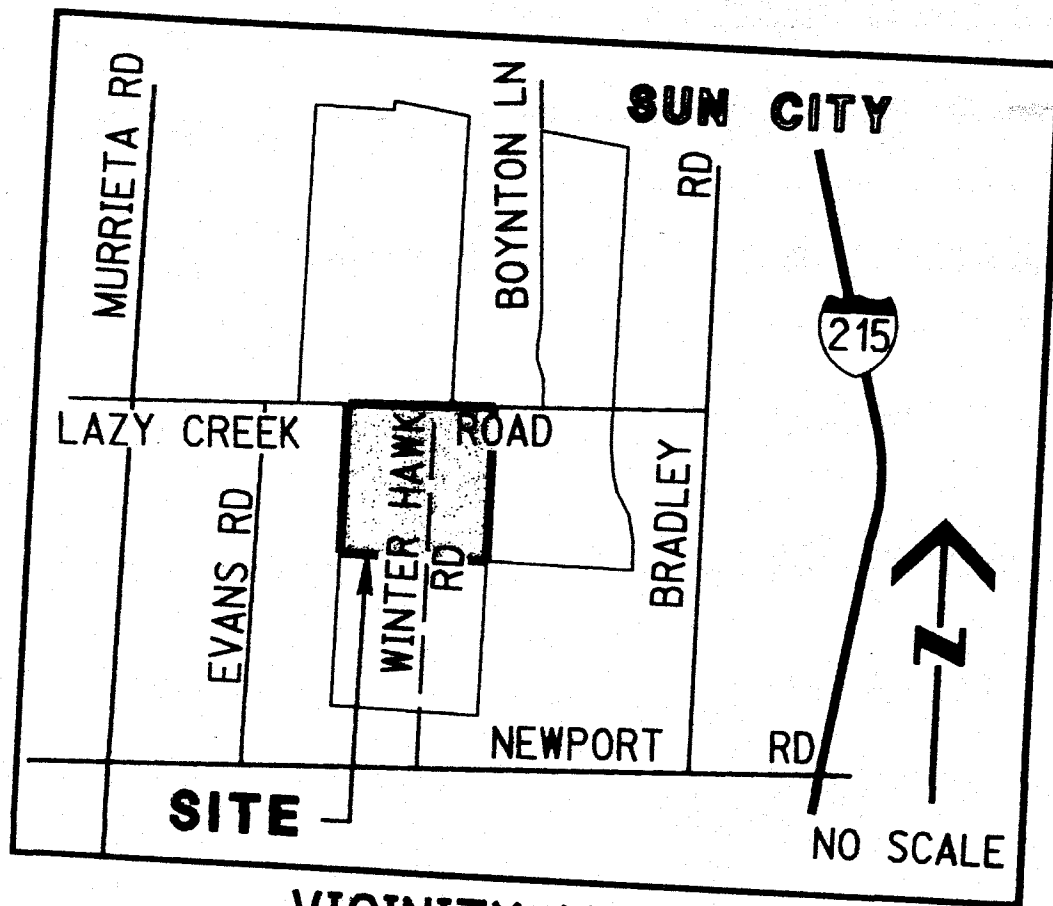 MURRIETA RD
BOYNTON LN
SUN CITY
RD
215
LAZY CREEK
ROAD
WINTER HAWK
RD
EVANS RD
BRADLEY
N
NEWPORT
RD
SITE
NO SCALE
VICINITY